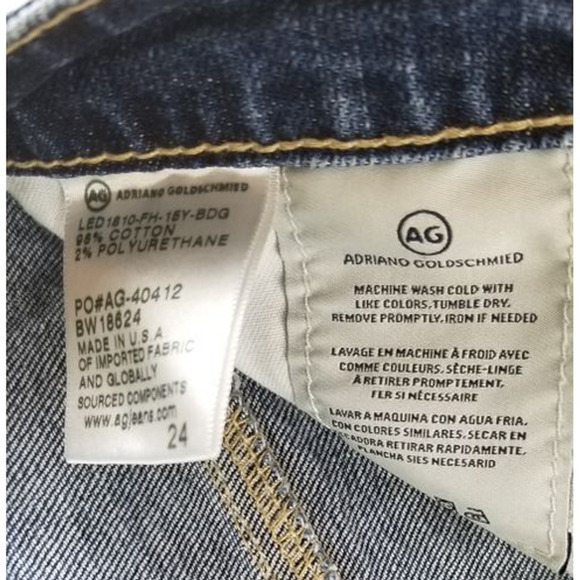 AG ADRIANO GOLDSCHMIED
LED1810-FH-15Y-BDG
98% COTTON
2% POLYURETHANE
PO#AG-40412
BW18624
MADE IN U.S.A
OF IMPORTED FABRIC
AND GLOBALLY
SOURCED COMPONENTS
www.agjeans.com
24
AG
ADRIANO GOLDSCHMIED
MACHINE WASH COLD WITH
LIKE COLORS, TUMBLE DRY.
REMOVE PROMPTLY. IRON IF NEEDED
LAVAGE EN MACHINE À FROID AVEC
COMME COULEURS. SÈCHE-LINGE
À RETIRER PROMPTEMENT,
FER SI NÉCESSAIRE
LAVAR A MAQUINA CON AGUA FRIA,
CON COLORES SIMILARES. SECAR EN
CADORA RETIRAR RAPIDAMENTE,
PLANCHA SIES NECESARID